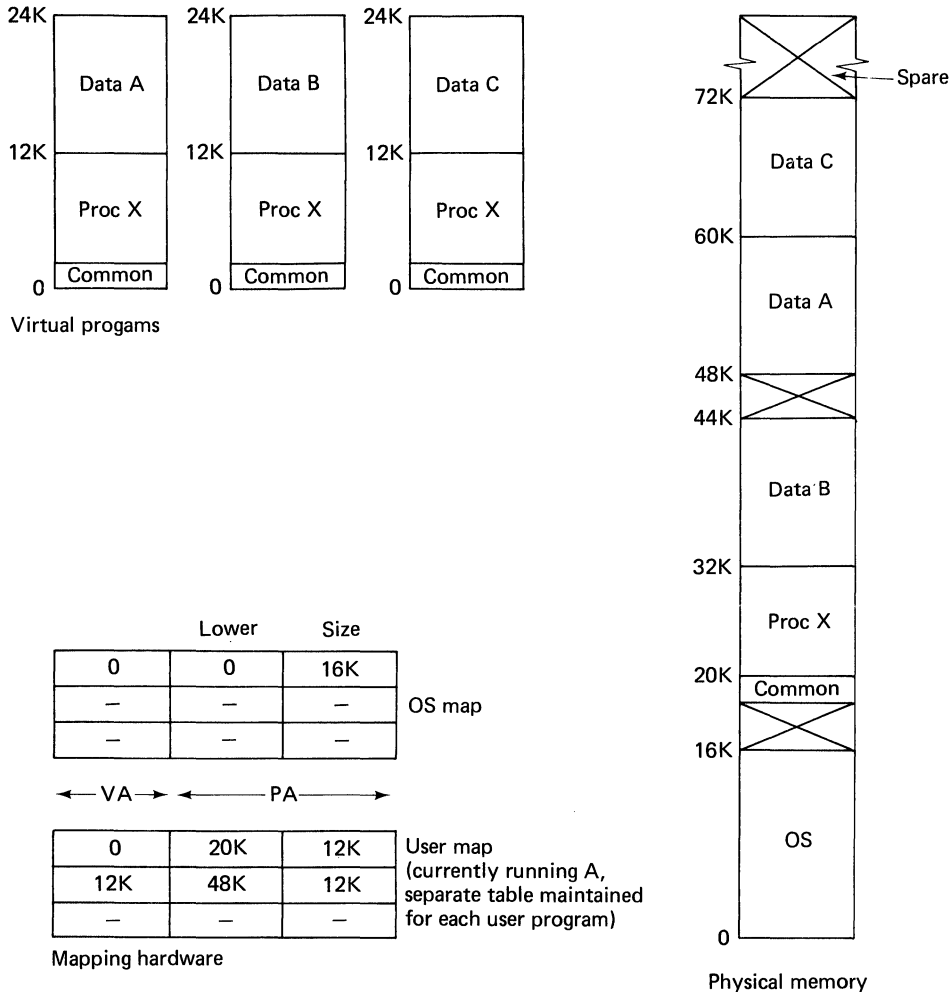 24K
Data A
12K
Proc X
Common
0
24K
Data B
12K
Proc X
Common
0
24K
Data C
12K
Proc X
Common
0
Virtual progams
Spare
72K
Data C
60K
Data A
48K
44K
Data B
32K
Proc X
20K
Common
16K
OS
0
Physical memory
Lower Size
0 0 16K
– – –
– – –
OS map
VA PA
0 20K 12K
12K 48K 12K
– – –
User map
(currently running A,
separate table maintained
for each user program)
Mapping hardware